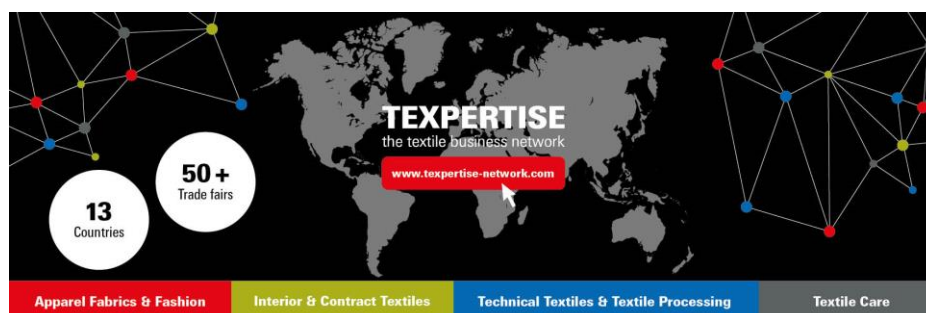 TEXPERTISE
the textile business network
www.texpertise-network.com
50+
Trade fairs
13
Countries
Apparel Fabrics & Fashion
Interior & Contract Textiles
Technical Textiles & Textile Processing
Textile Care